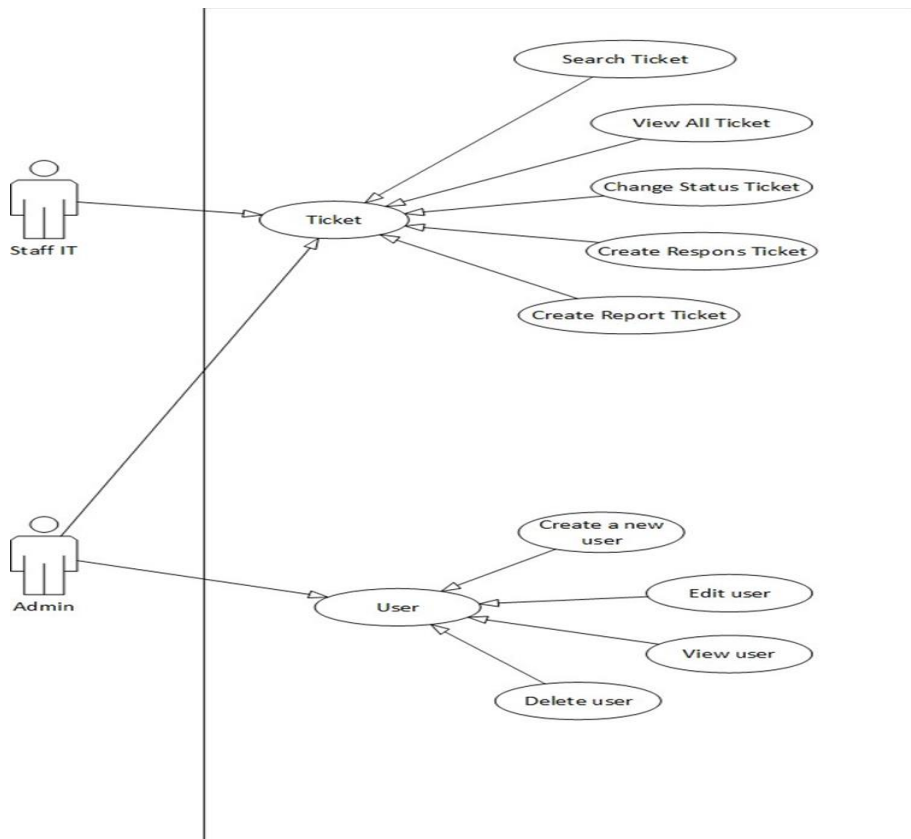 Search Ticket
View All Ticket
Change Status Ticket
Ticket
Staff IT
Create Respons Ticket
Create Report Ticket
Create a new
user
Edit user
Admin
User
View user
Delete user